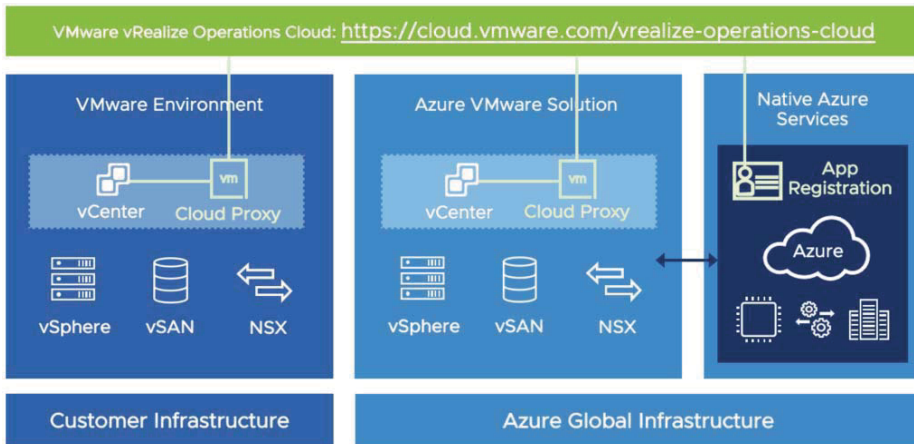 VMware vRealize Operations Cloud: https://cloud.vmware.com/vrealize-operations-cloud
VMware Environment
vCenter
vm
Cloud Proxy
vSphere
vSAN
NSX
Customer Infrastructure
Azure VMware Solution
vCenter
vm
Cloud Proxy
vSphere
vSAN
NSX
Native Azure
Services
App
Registration
Azure
Azure Global Infrastructure